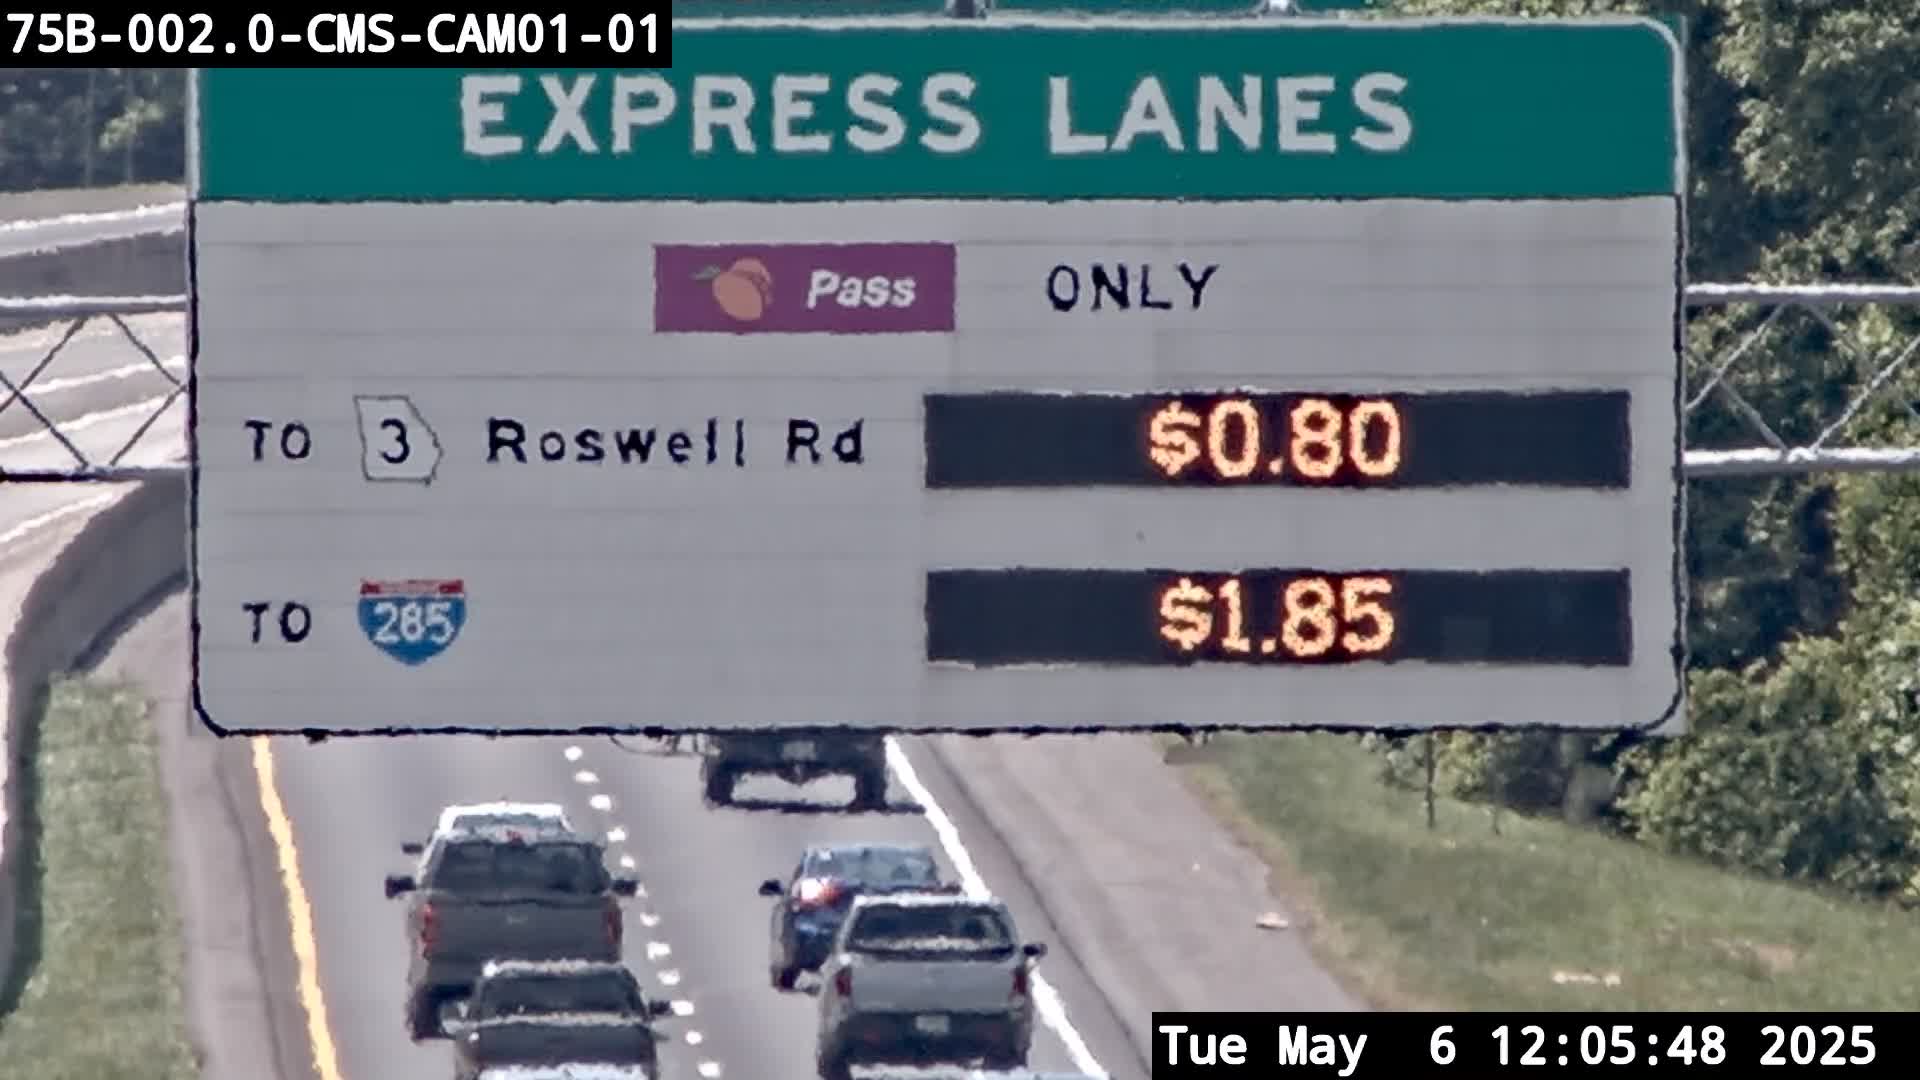 75B-002.0-CMS-CAM01-01
EXPRESS LANES
Pass ONLY
TO 3 Roswell Rd $0.80
TO 285 $1.85
Tue May 6 12:05:48 2025